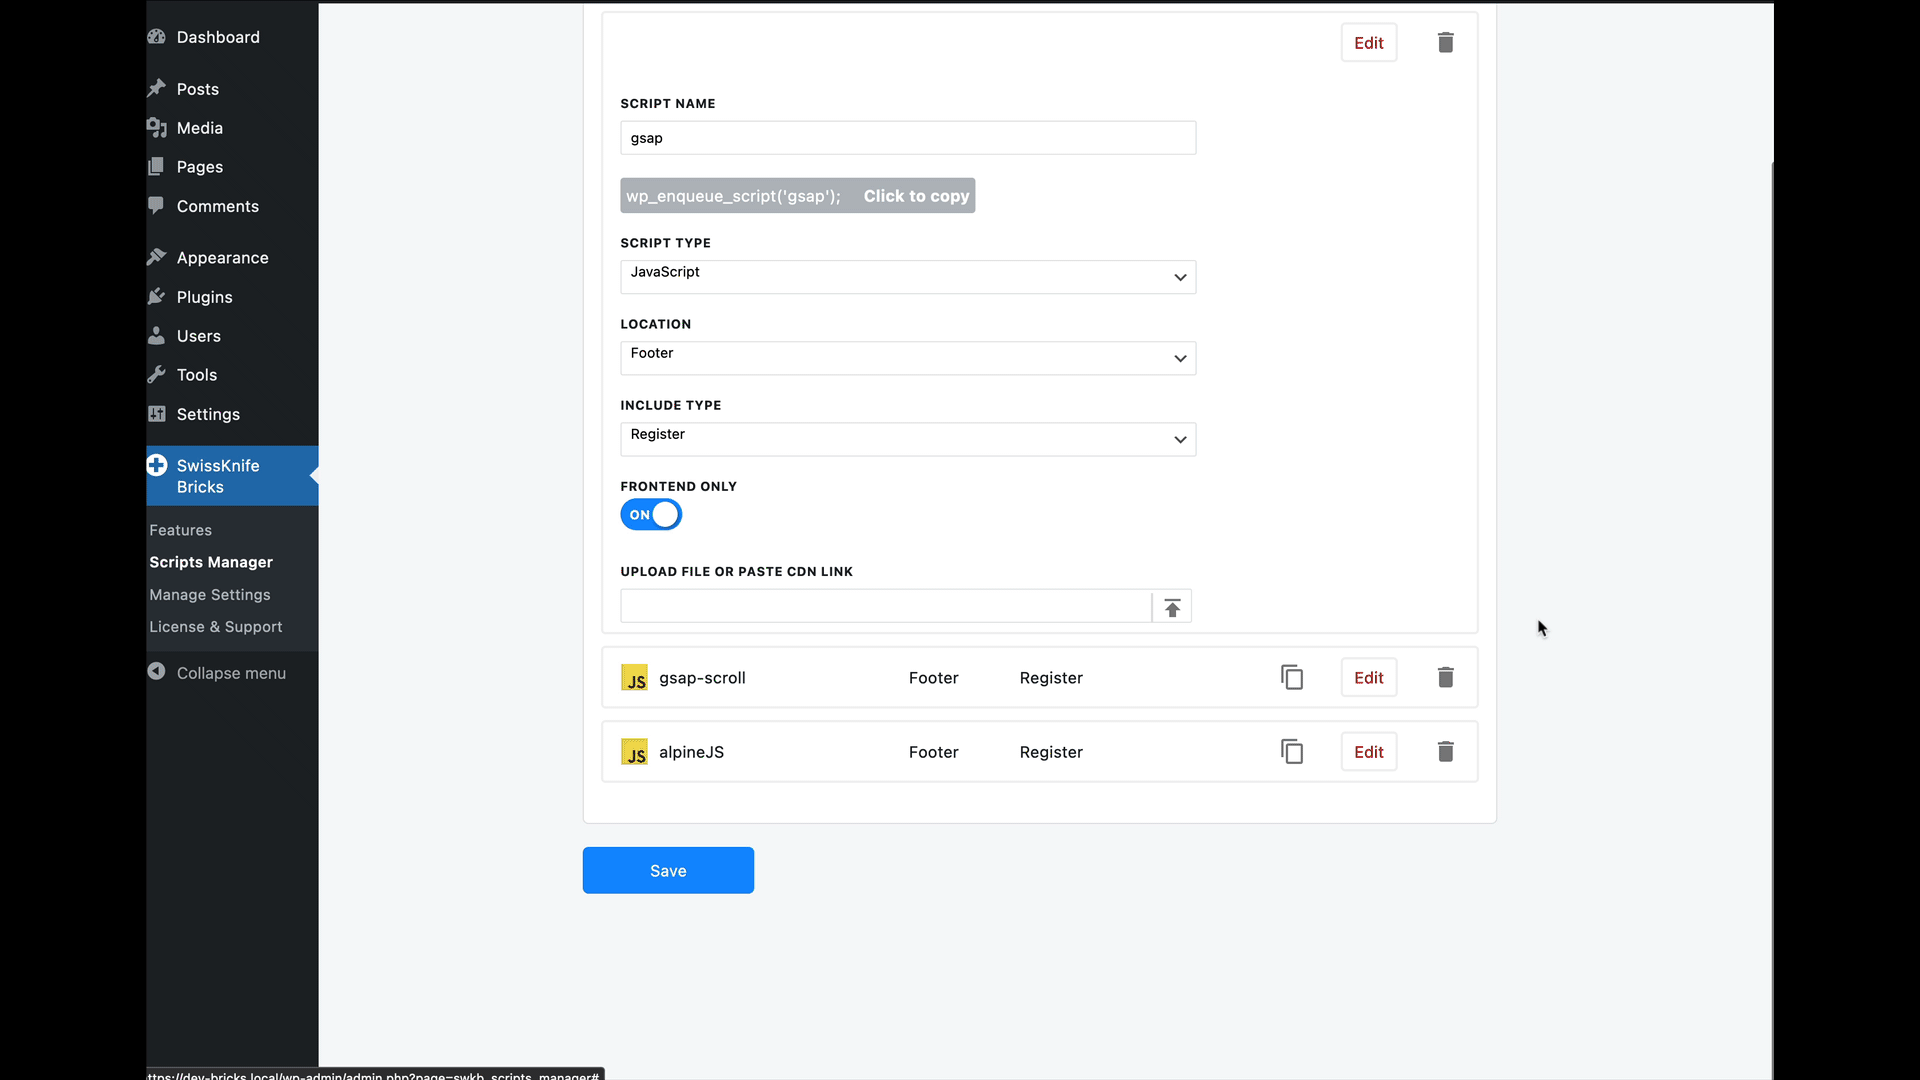 Dashboard
Posts
Media
Pages
Comments
Appearance
Plugins
Users
Tools
Settings
SwissKnife
Bricks
Features
Scripts Manager
Manage Settings
License & Support
Collapse menu
Edit
SCRIPT NAME
gsap
wp_enqueue_script('gsap'); Click to copy
SCRIPT TYPE
JavaScript
LOCATION
Footer
INCLUDE TYPE
Register
FRONTEND ONLY
ON
UPLOAD FILE OR PASTE CDN LINK
JS gsap-scroll Footer Register Edit
JS alpineJS Footer Register Edit
Save
ttps://dev-bricks.local/wp-admin/admin.php?page=swkb_scripts_manager#